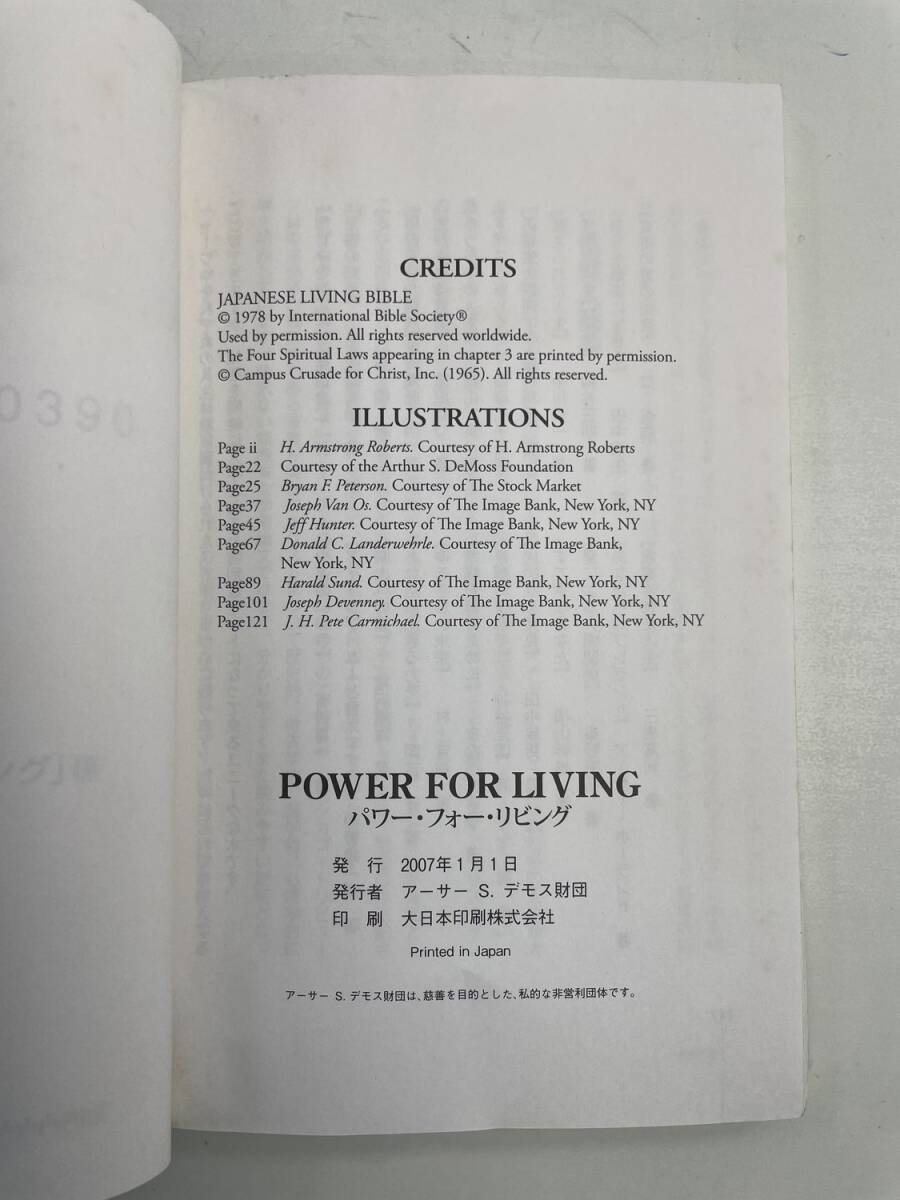 0390
ング」係
CREDITS
JAPANESE LIVING BIBLE
© 1978 by International Bible Society®
Used by permission. All rights reserved worldwide.
The Four Spiritual Laws appearing in chapter 3 are printed by permission.
© Campus Crusade for Christ, Inc. (1965). All rights reserved.
ILLUSTRATIONS
Page ii H. Armstrong Roberts. Courtesy of H. Armstrong Roberts
Page22 Courtesy of the Arthur S. DeMoss Foundation
Page25 Bryan F. Peterson. Courtesy of The Stock Market
Page37 Joseph Van Os. Courtesy of The Image Bank, New York, NY
Page45 Jeff Hunter. Courtesy of The Image Bank, New York, NY
Page67 Donald C. Landerwehrle. Courtesy of The Image Bank,
New York, NY
Page89 Harald Sund. Courtesy of The Image Bank, New York, NY
Page101 Joseph Devenney. Courtesy of The Image Bank, New York, NY
Page121 J. H. Pete Carmichael. Courtesy of The Image Bank, New York, NY
POWER FOR LIVING
パワー・フォー・リビング
発 行 2007年1月1日
発行者 アーサー S. デモス財団
印 刷 大日本印刷株式会社
Printed in Japan
アーサー S. デモス財団は、慈善を目的とした、私的な非営利団体です。